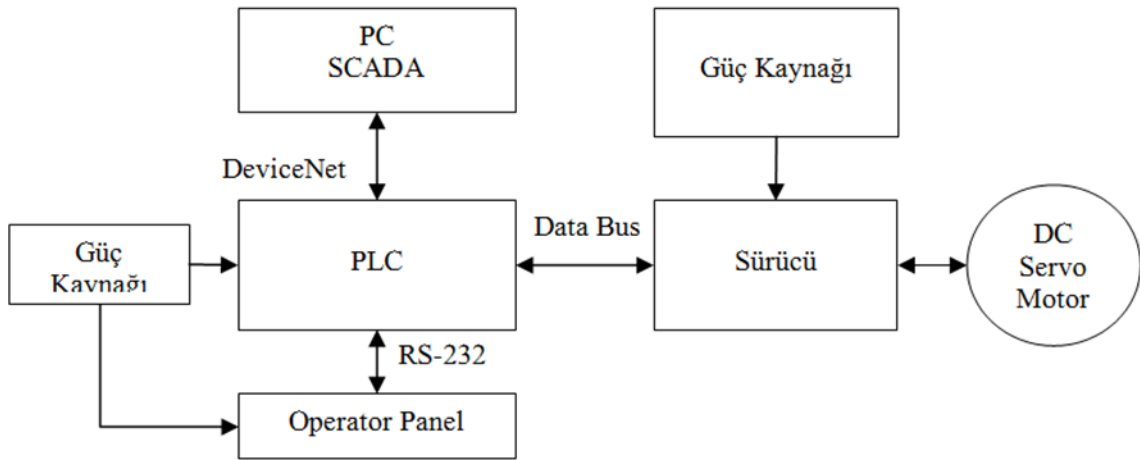 PC
SCADA
Güç Kaynağı
DeviceNet
Güç
Kaynağı
PLC
Data Bus
Sürücü
DC
Servo
Motor
RS-232
Operator Panel